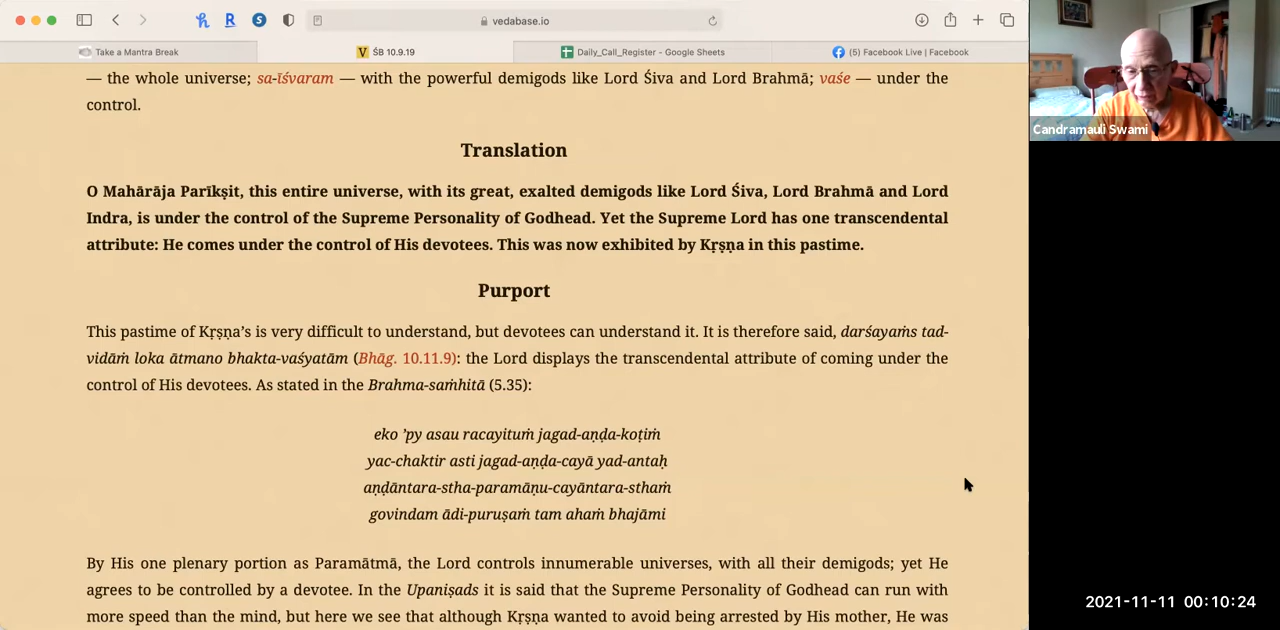 vedabase.io
Take a Mantra Break
ŚB 10.9.19
Daily_Call_Register - Google Sheets
(5) Facebook Live | Facebook
— the whole universe; sa-īśvaram — with the powerful demigods like Lord Śiva and Lord Brahmā; vaśe — under the
control.
Translation
O Mahārāja Parīkṣit, this entire universe, with its great, exalted demigods like Lord Śiva, Lord Brahmā and Lord
Indra, is under the control of the Supreme Personality of Godhead. Yet the Supreme Lord has one transcendental
attribute: He comes under the control of His devotees. This was now exhibited by Kṛṣṇa in this pastime.
Purport
This pastime of Kṛṣṇa’s is very difficult to understand, but devotees can understand it. It is therefore said, darśayaṁs tad-
vidāṁ loka ātmano bhakta-vaśyatām (Bhāg. 10.11.9): the Lord displays the transcendental attribute of coming under the
control of His devotees. As stated in the Brahma-saṁhitā (5.35):
eko ’py asau racayituṁ jagad-aṇḍa-koṭiṁ
yac-chaktir asti jagad-aṇḍa-cayā yad-antaḥ
aṇḍāntara-stha-paramāṇu-cayāntara-sthaṁ
govindam ādi-puruṣaṁ tam ahaṁ bhajāmi
By His one plenary portion as Paramātmā, the Lord controls innumerable universes, with all their demigods; yet He
agrees to be controlled by a devotee. In the Upaniṣads it is said that the Supreme Personality of Godhead can run with
more speed than the mind, but here we see that although Kṛṣṇa wanted to avoid being arrested by His mother, He was
Candramauli Swami
2021-11-11 00:10:24